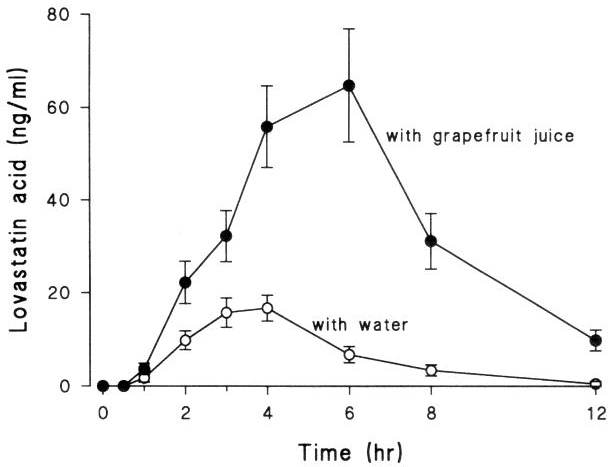 80
60
40
20
0
Lovastatin acid (ng/ml)
with grapefruit juice
with water
0 2 4 6 8 12
Time (hr)